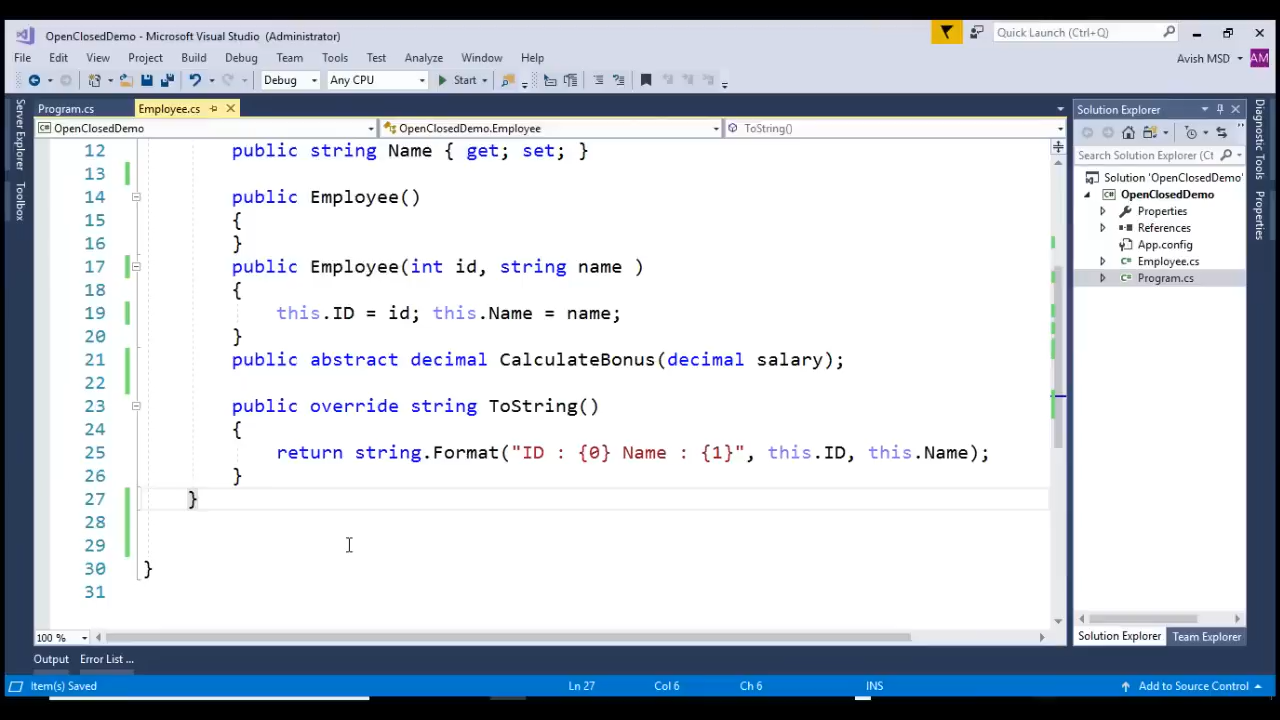 OpenClosedDemo - Microsoft Visual Studio (Administrator)
Quick Launch (Ctrl+Q)
File Edit View Project Build Debug Team Tools Test Analyze Window Help
Avish MSD AM
Debug Any CPU Start
Program.cs Employee.cs
OpenClosedDemo OpenClosedDemo.Employee ToString()
12 public string Name { get; set; }
13
14 public Employee()
15 {
16 }
17 public Employee(int id, string name )
18 {
19 this.ID = id; this.Name = name;
20 }
21 public abstract decimal CalculateBonus(decimal salary);
22
23 public override string ToString()
24 {
25 return string.Format("ID : {0} Name : {1}", this.ID, this.Name);
26 }
27 }
28
29
30 }
31
100 %
Server Explorer
Toolbox
Solution Explorer
Search Solution Explorer (Ct
Solution 'OpenClosedDemo'
OpenClosedDemo
Properties
References
App.config
Employee.cs
Program.cs
Solution Explorer Team Explorer
Diagnostic Tools
Properties
Output Error List ...
Item(s) Saved Ln 27 Col 6 Ch 6 INS Add to Source Control